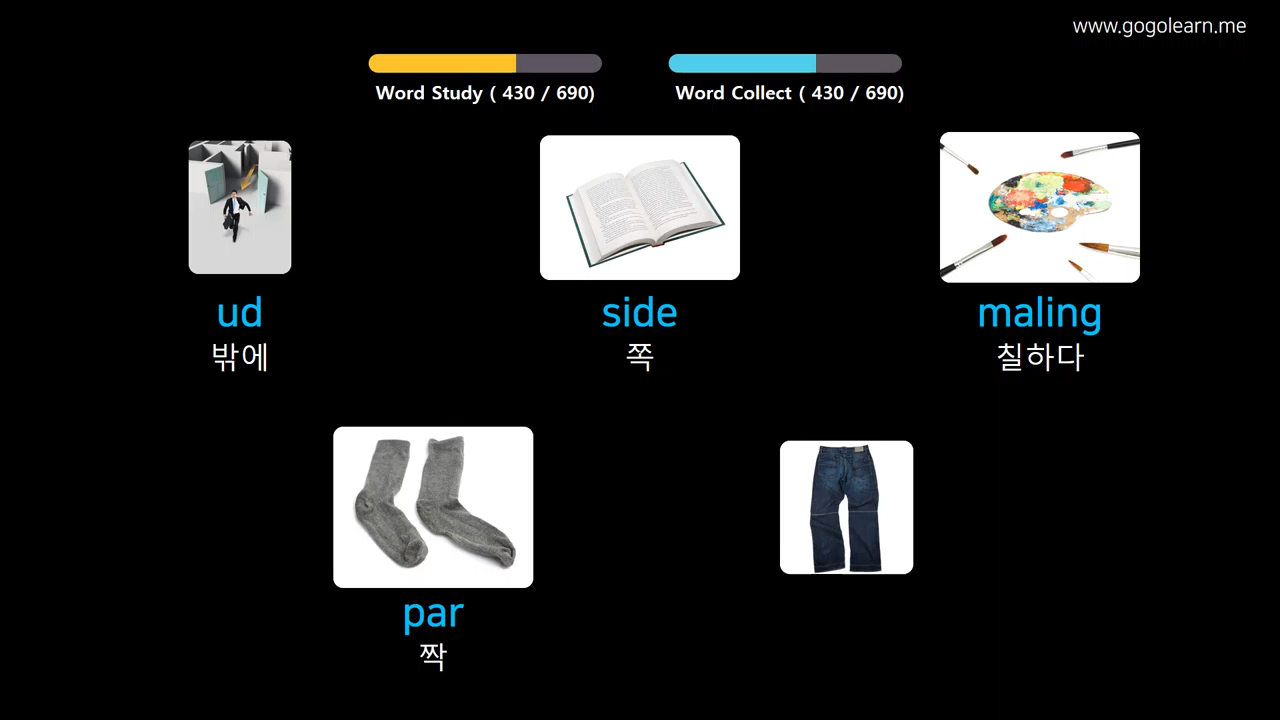 www.gogolearn.me
Word Study ( 430 / 690)
Word Collect ( 430 / 690)
ud
밖에
side
쪽
maling
칠하다
par
짝